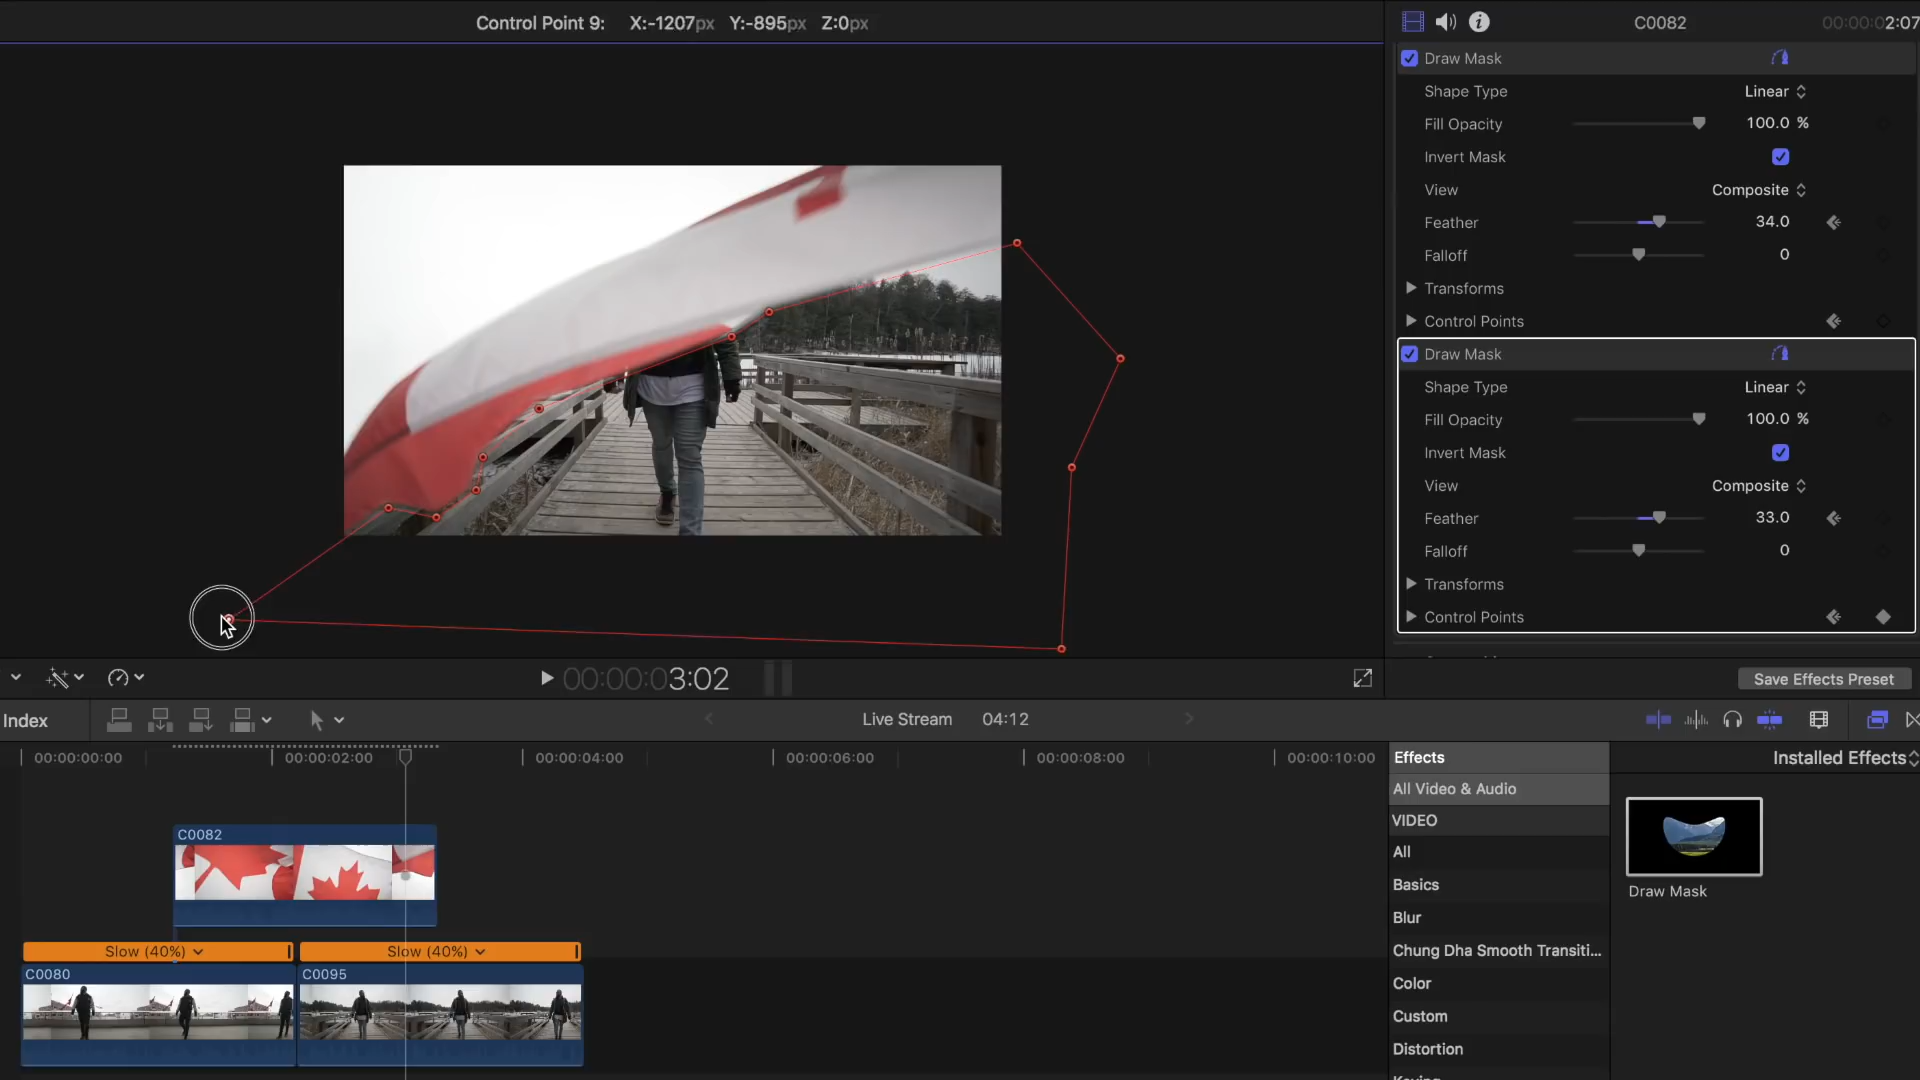 Control Point 9: X:-1207px Y:-895px Z:0px
C0082
00:00:02:07
Draw Mask
Shape Type
Linear
Fill Opacity
100.0 %
Invert Mask
View
Composite
Feather
34.0
Falloff
0
Transforms
Control Points
Draw Mask
Shape Type
Linear
Fill Opacity
100.0 %
Invert Mask
View
Composite
Feather
33.0
Falloff
0
Transforms
Control Points
00:00:03:02
Save Effects Preset
Index
Live Stream 04:12
00:00:00:00
00:00:02:00
00:00:04:00
00:00:06:00
00:00:08:00
00:00:10:00
Effects
Installed Effects
All Video & Audio
VIDEO
All
Basics
Blur
Chung Dha Smooth Transiti...
Color
Custom
Distortion
Draw Mask
C0082
Slow (40%)
Slow (40%)
C0080
C0095